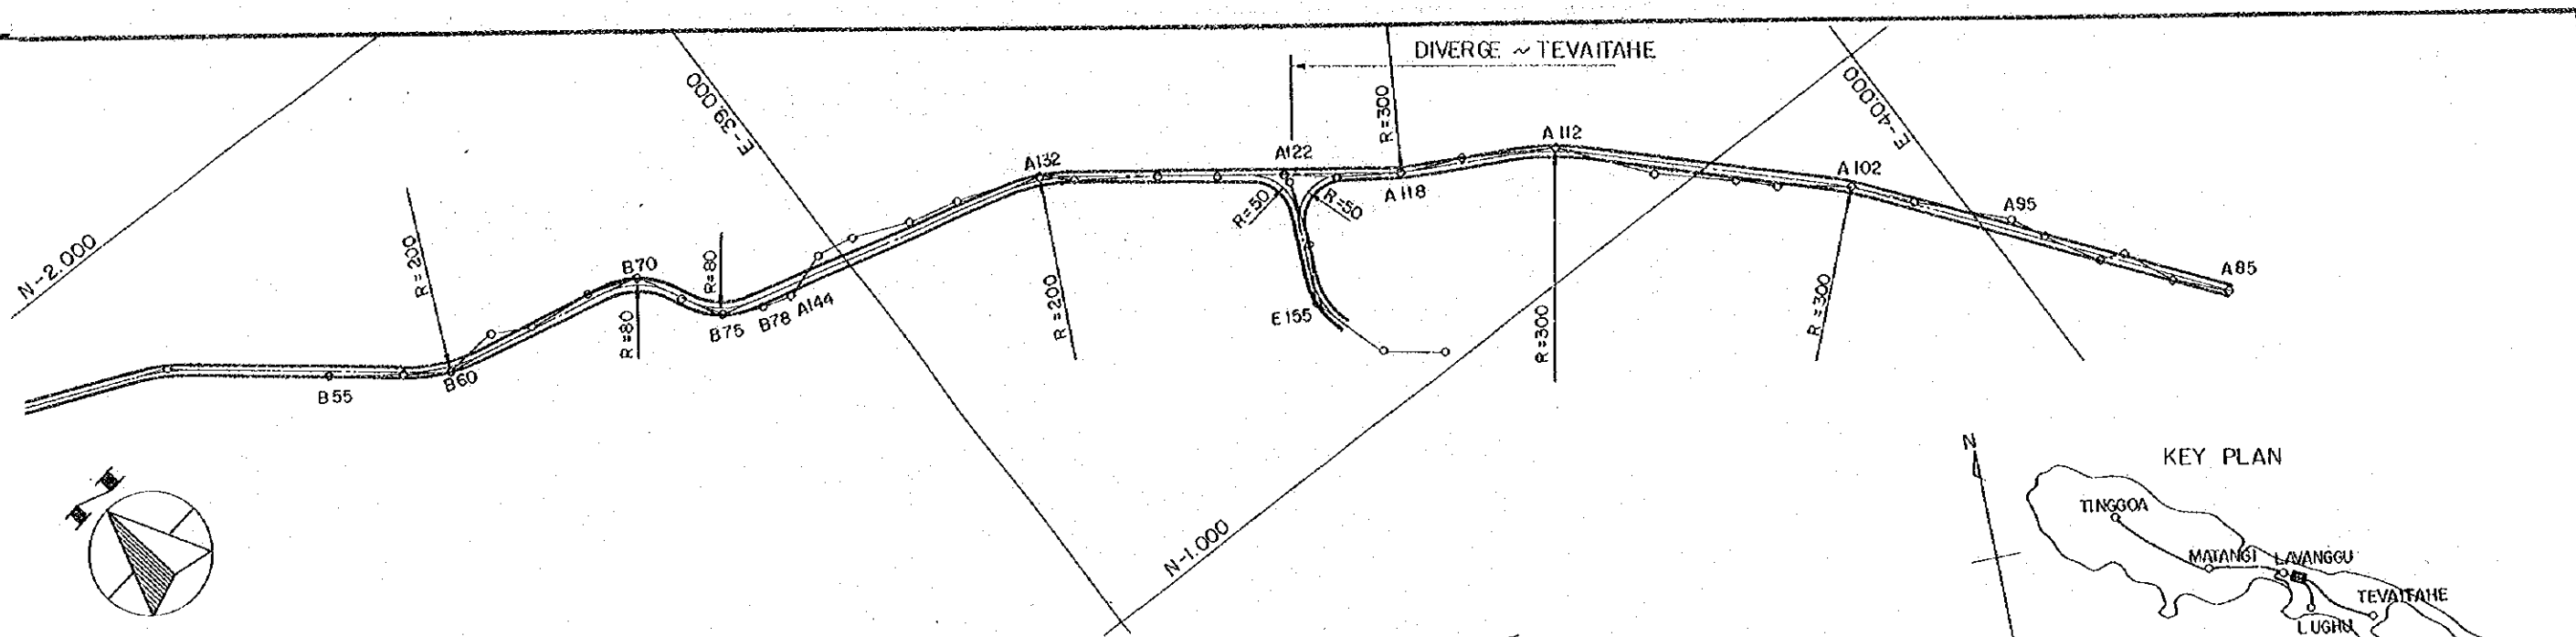 DIVERGE ~ TEVAITAHE
N-2.000
E-39.000
E-40.000
N-1.000
R=200
B55
B60
B70
R=80
R=80
B75
B78
A144
A132
R=200
A122
R=50
R=50
E155
R=300
A118
A112
R=300
A102
R=300
A95
A85
N
N
KEY PLAN
TINGGOA
MATANGI
LAVANGGU
TEVAITAHE
LUGHU